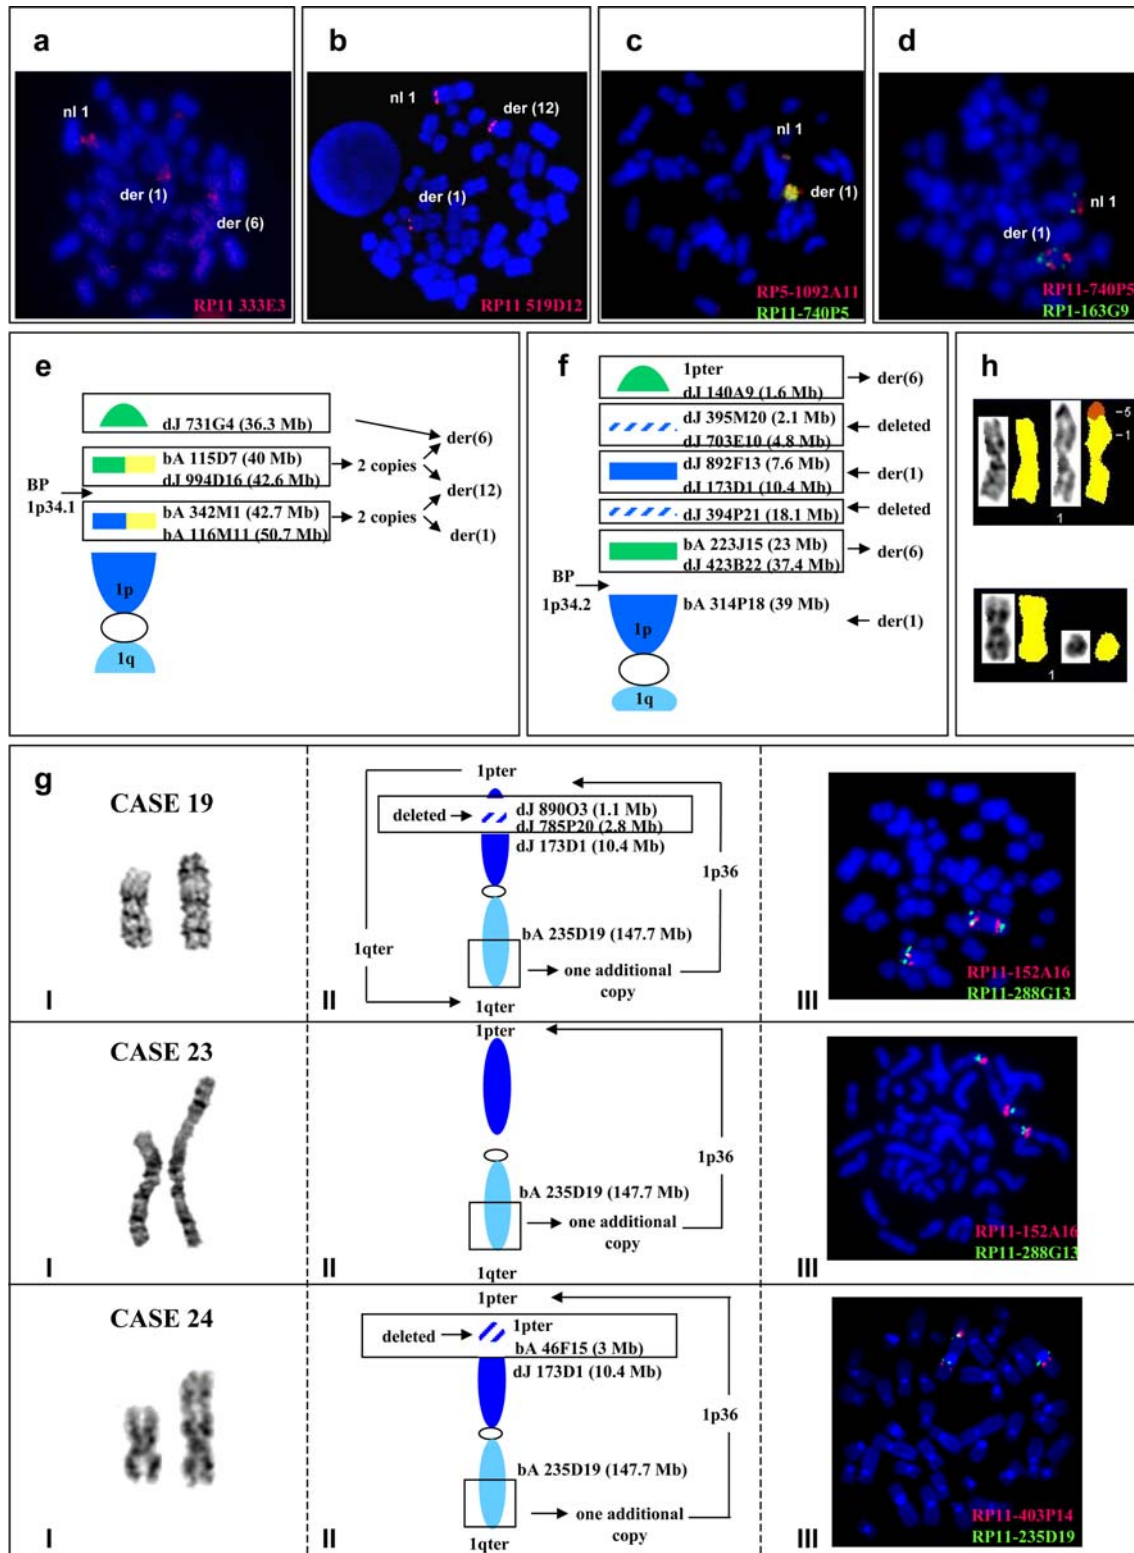 a
nl 1
der (1)
der (6)
RP11 333E3
b
nl 1
der (12)
der (1)
RP11 519D12
c
nl 1
der (1)
RP5-1092A11
RP11-740P5
d
nl 1
der (1)
RP11-740P5
RP1-163G9
e
dJ 731G4 (36.3 Mb)
der(6)
bA 115D7 (40 Mb)
dJ 994D16 (42.6 Mb)
2 copies
BP
1p34.1
der(12)
bA 342M1 (42.7 Mb)
bA 116M11 (50.7 Mb)
2 copies
der(1)
1p
1q
f
1pter
dJ 140A9 (1.6 Mb)
der(6)
dJ 395M20 (2.1 Mb)
dJ 703E10 (4.8 Mb)
deleted
dJ 892F13 (7.6 Mb)
dJ 173D1 (10.4 Mb)
der(1)
dJ 394P21 (18.1 Mb)
deleted
bA 223J15 (23 Mb)
dJ 423B22 (37.4 Mb)
der(6)
BP
1p34.2
bA 314P18 (39 Mb)
der(1)
1p
1q
h
1
1
g
CASE 19
I
1pter
deleted
dJ 890O3 (1.1 Mb)
dJ 785P20 (2.8 Mb)
dJ 173D1 (10.4 Mb)
1p36
1qter
bA 235D19 (147.7 Mb)
one additional
copy
1qter
II
RP11-152A16
RP11-288G13
III
CASE 23
I
1pter
1p36
bA 235D19 (147.7 Mb)
one additional
copy
1qter
II
RP11-152A16
RP11-288G13
III
CASE 24
I
1pter
deleted
1pter
bA 46F15 (3 Mb)
dJ 173D1 (10.4 Mb)
1p36
bA 235D19 (147.7 Mb)
one additional
copy
1qter
II
RP11-403P14
RP11-235D19
III